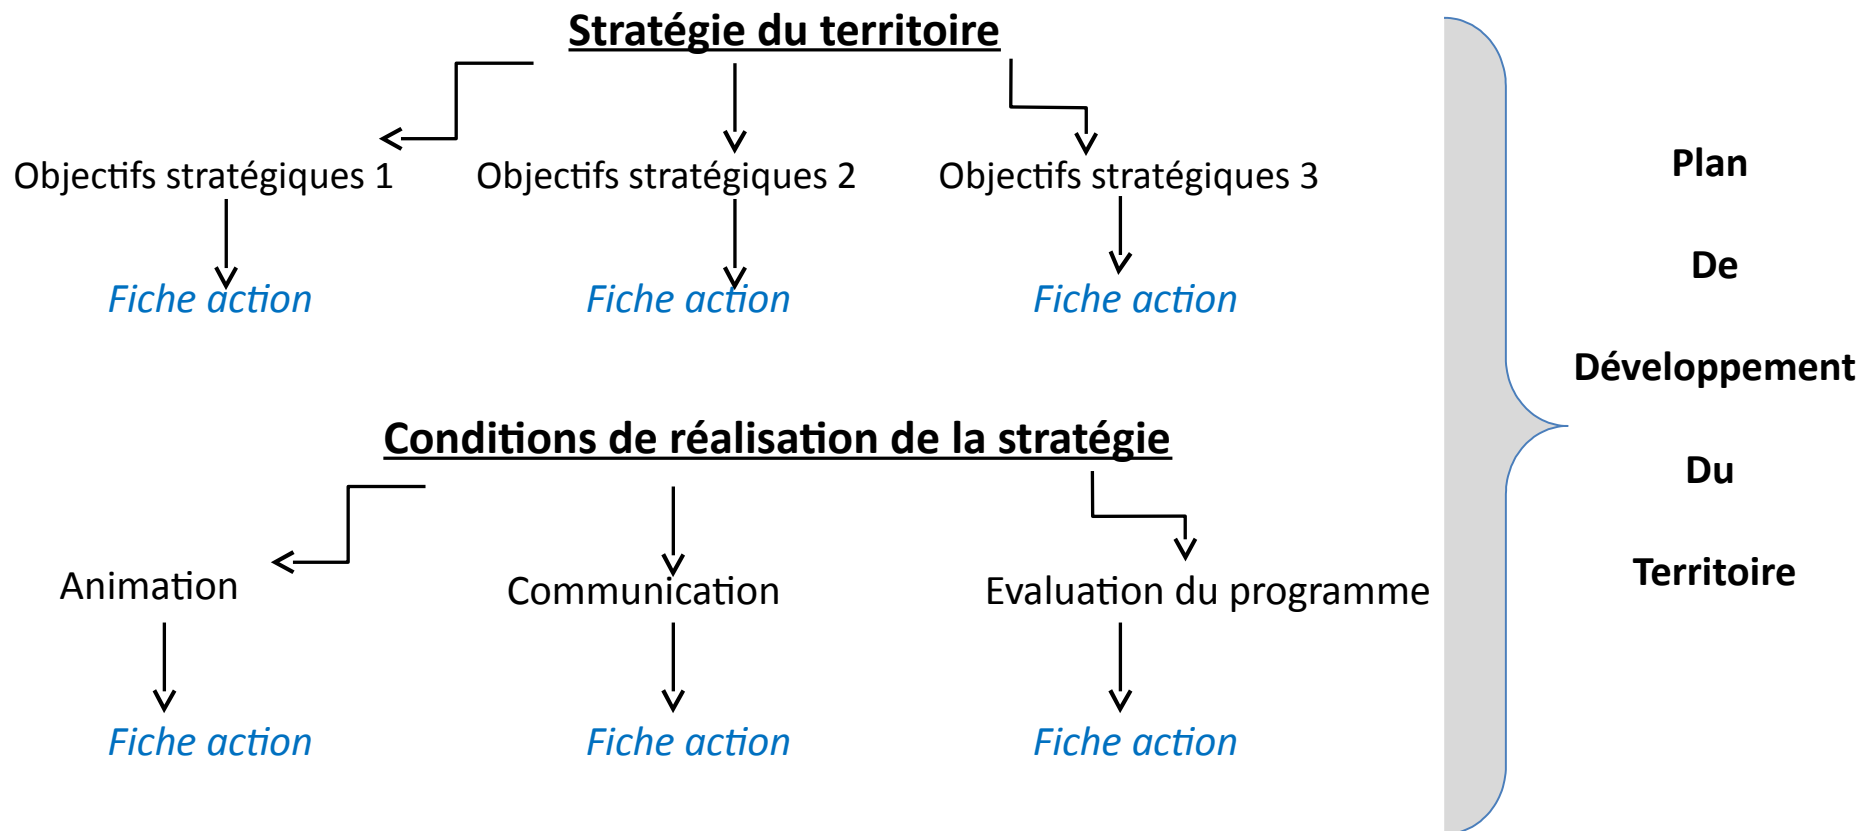 Stratégie du territoire
Objectifs stratégiques 1
Objectifs stratégiques 2
Objectifs stratégiques 3
Fiche action
Fiche action
Fiche action
Conditions de réalisation de la stratégie
Animation
Communication
Evaluation du programme
Fiche action
Fiche action
Fiche action
Plan
De
Développement
Du
Territoire